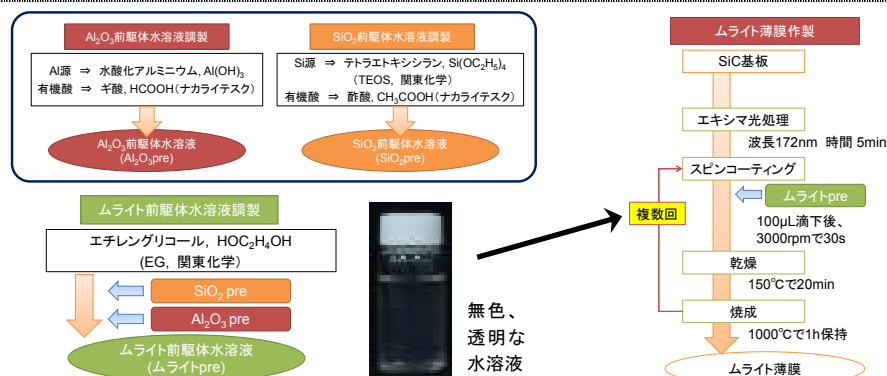 Al₂O₃前駆体水溶液調製
Al源 ⇒ 水酸化アルミニウム, Al(OH)₃
有機酸 ⇒ ギ酸, HCOOH(ナカライテスク)
Al₂O₃前駆体水溶液
(Al₂O₃pre)
SiO₂前駆体水溶液調製
Si源 ⇒ テトラエトキシシラン, Si(OC₂H₅)₄
(TEOS, 関東化学)
有機酸 ⇒ 酢酸, CH₃COOH(ナカライテスク)
SiO₂前駆体水溶液
(SiO₂pre)
ムライト前駆体水溶液調製
エチレングリコール, HOC₂H₄OH
(EG, 関東化学)
SiO₂ pre
Al₂O₃ pre
ムライト前駆体水溶液
(ムライトpre)
無色、
透明な
水溶液
ムライト薄膜作製
SiC基板
エキシマ光処理
波長172nm 時間 5min
スピンコーティング
ムライトpre
複数回
100μL滴下後、
3000rpmで30s
乾燥
150℃で20min
焼成
1000℃で1h保持
ムライト薄膜